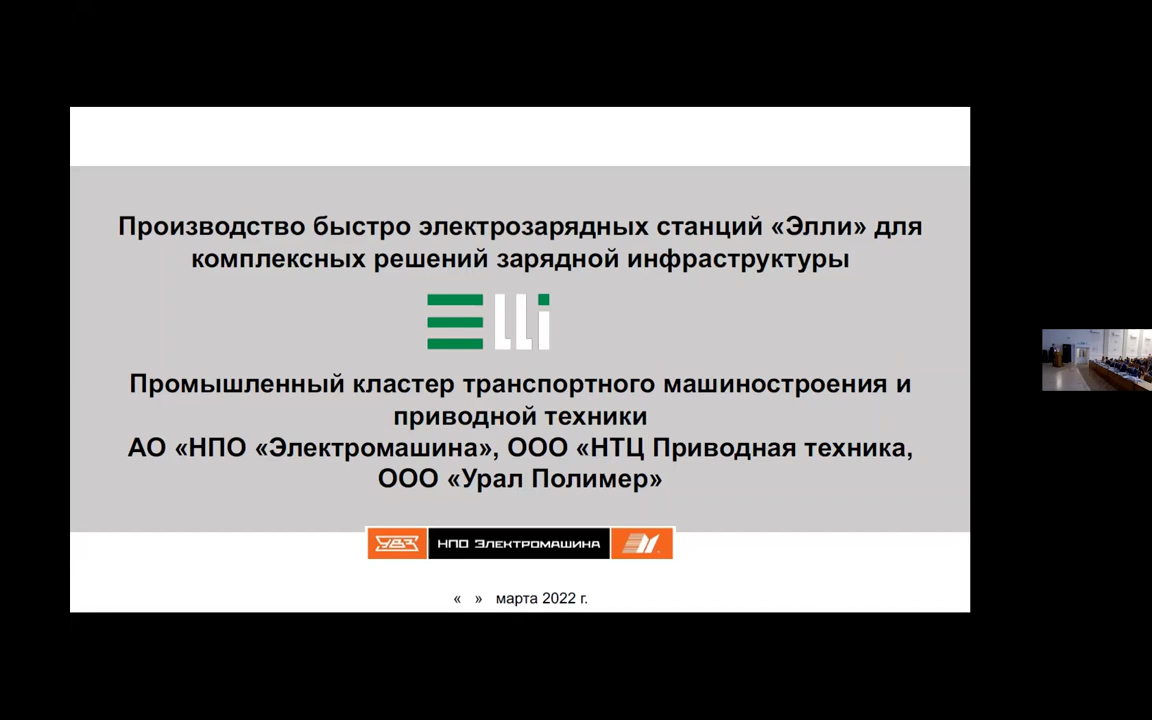 Производство быстро электрозарядных станций «Элли» для
комплексных решений зарядной инфраструктуры
Elli
Промышленный кластер транспортного машиностроения и
приводной техники
АО «НПО «Электромашина», ООО «НТЦ Приводная техника,
ООО «Урал Полимер»
УВЗ НПО ЭЛЕКТРОМАШИНА
« » марта 2022 г.